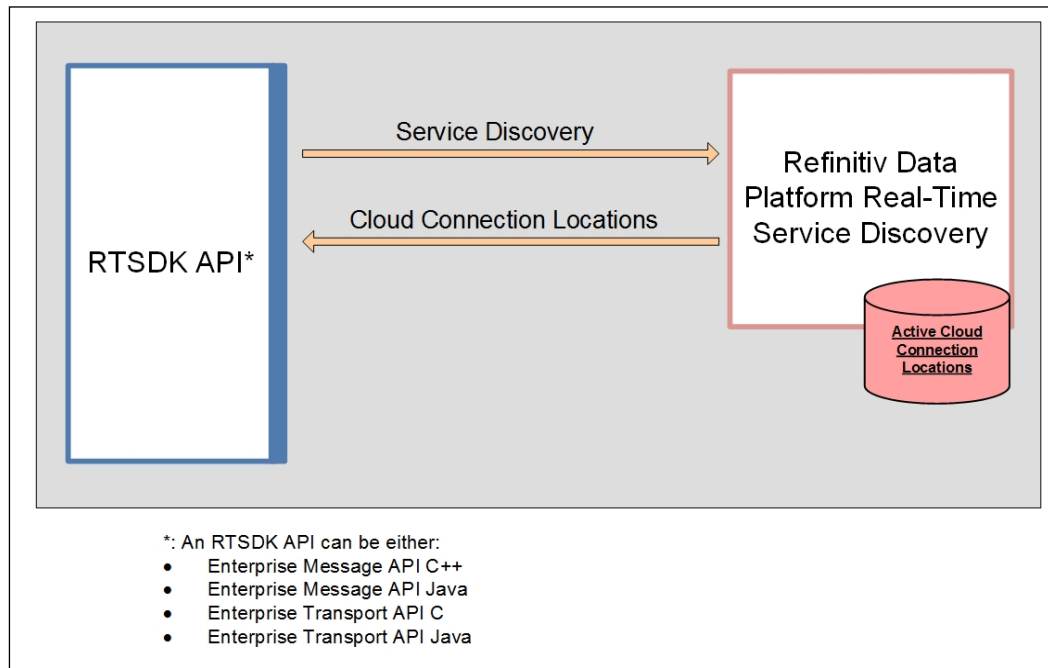 Service Discovery
Cloud Connection Locations
RTSDK API*
Refinitiv Data
Platform Real-Time
Service Discovery
Active Cloud
Connection
Locations
*: An RTSDK API can be either:
• Enterprise Message API C++
• Enterprise Message API Java
• Enterprise Transport API C
• Enterprise Transport API Java